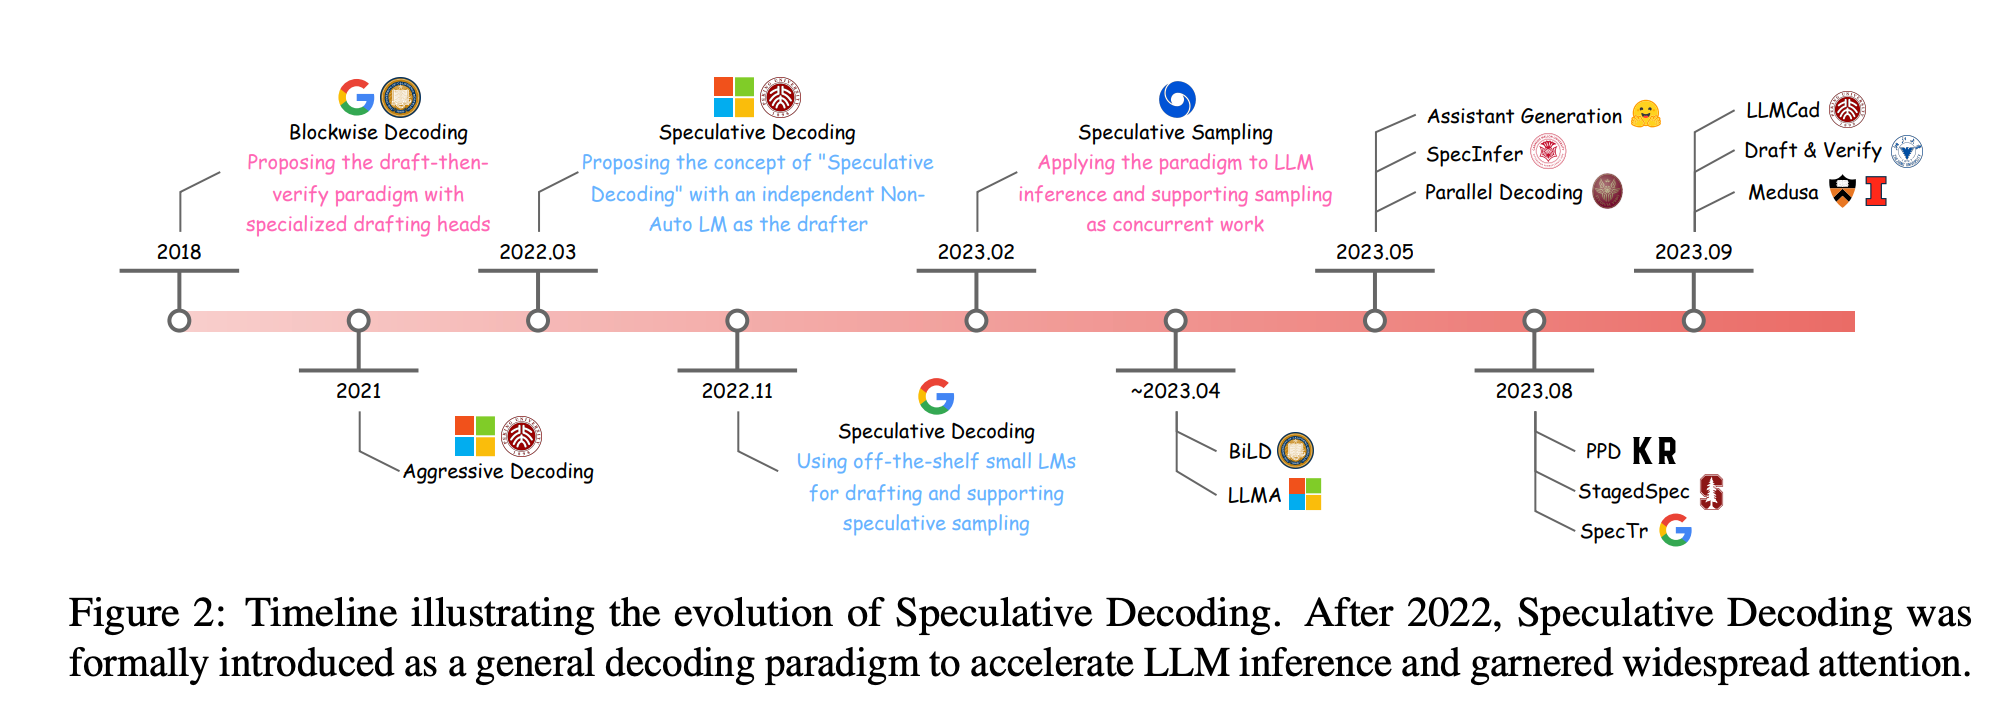 Blockwise Decoding
Proposing the draft-then-
verify paradigm with
specialized drafting heads
2018
Speculative Decoding
Proposing the concept of "Speculative
Decoding" with an independent Non-
Auto LM as the drafter
2022.03
Speculative Sampling
Applying the paradigm to LLM
inference and supporting sampling
as concurrent work
2023.02
Assistant Generation
SpecInfer
Parallel Decoding
2023.05
LLMCad
Draft & Verify
Medusa
2023.09
2021
Aggressive Decoding
2022.11
Speculative Decoding
Using off-the-shelf small LMs
for drafting and supporting
speculative sampling
~2023.04
BiLD
LLMA
2023.08
PPD KR
StagedSpec
SpecTr
Figure 2: Timeline illustrating the evolution of Speculative Decoding. After 2022, Speculative Decoding was
formally introduced as a general decoding paradigm to accelerate LLM inference and garnered widespread attention.